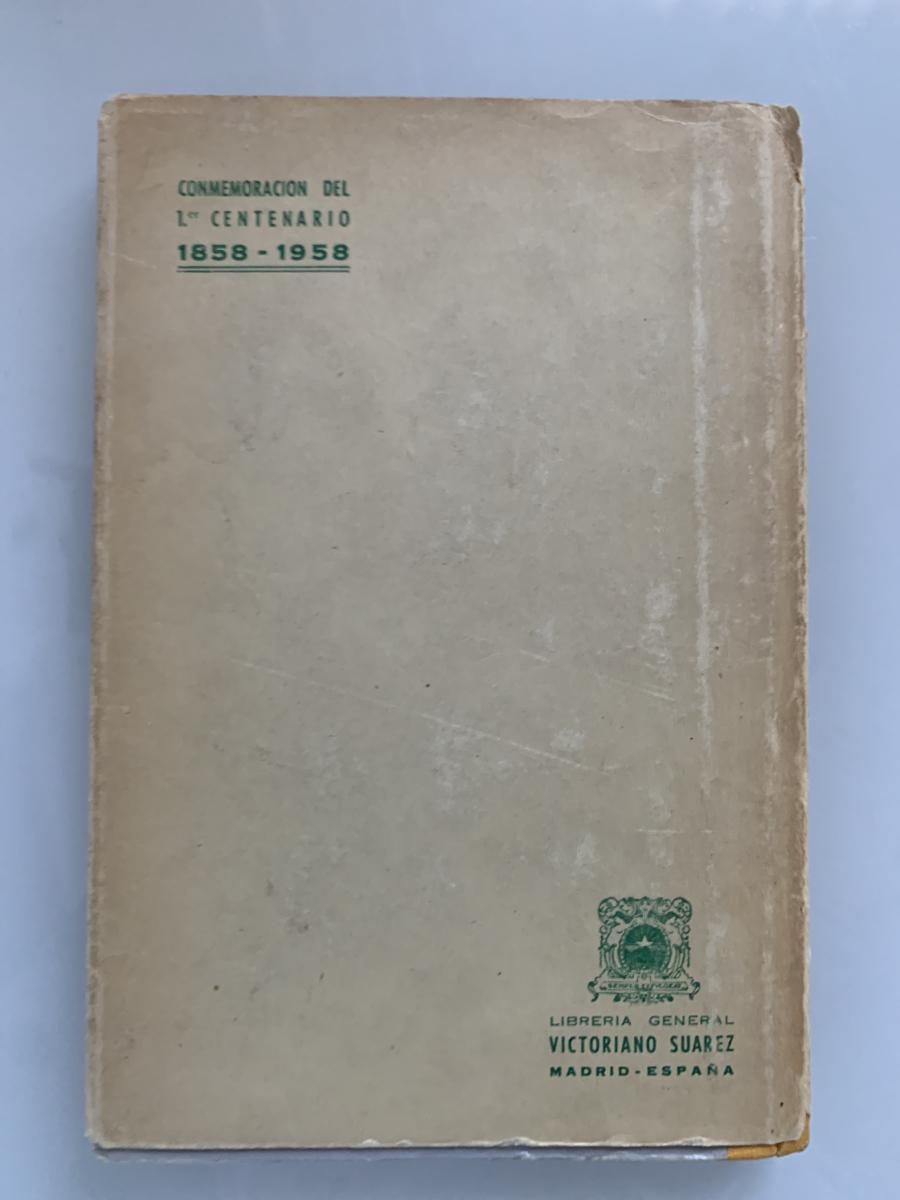 CONMEMORACION DEL
1.er CENTENARIO
1858 - 1958
LIBRERIA GENERAL
VICTORIANO SUAREZ
MADRID - ESPAÑA